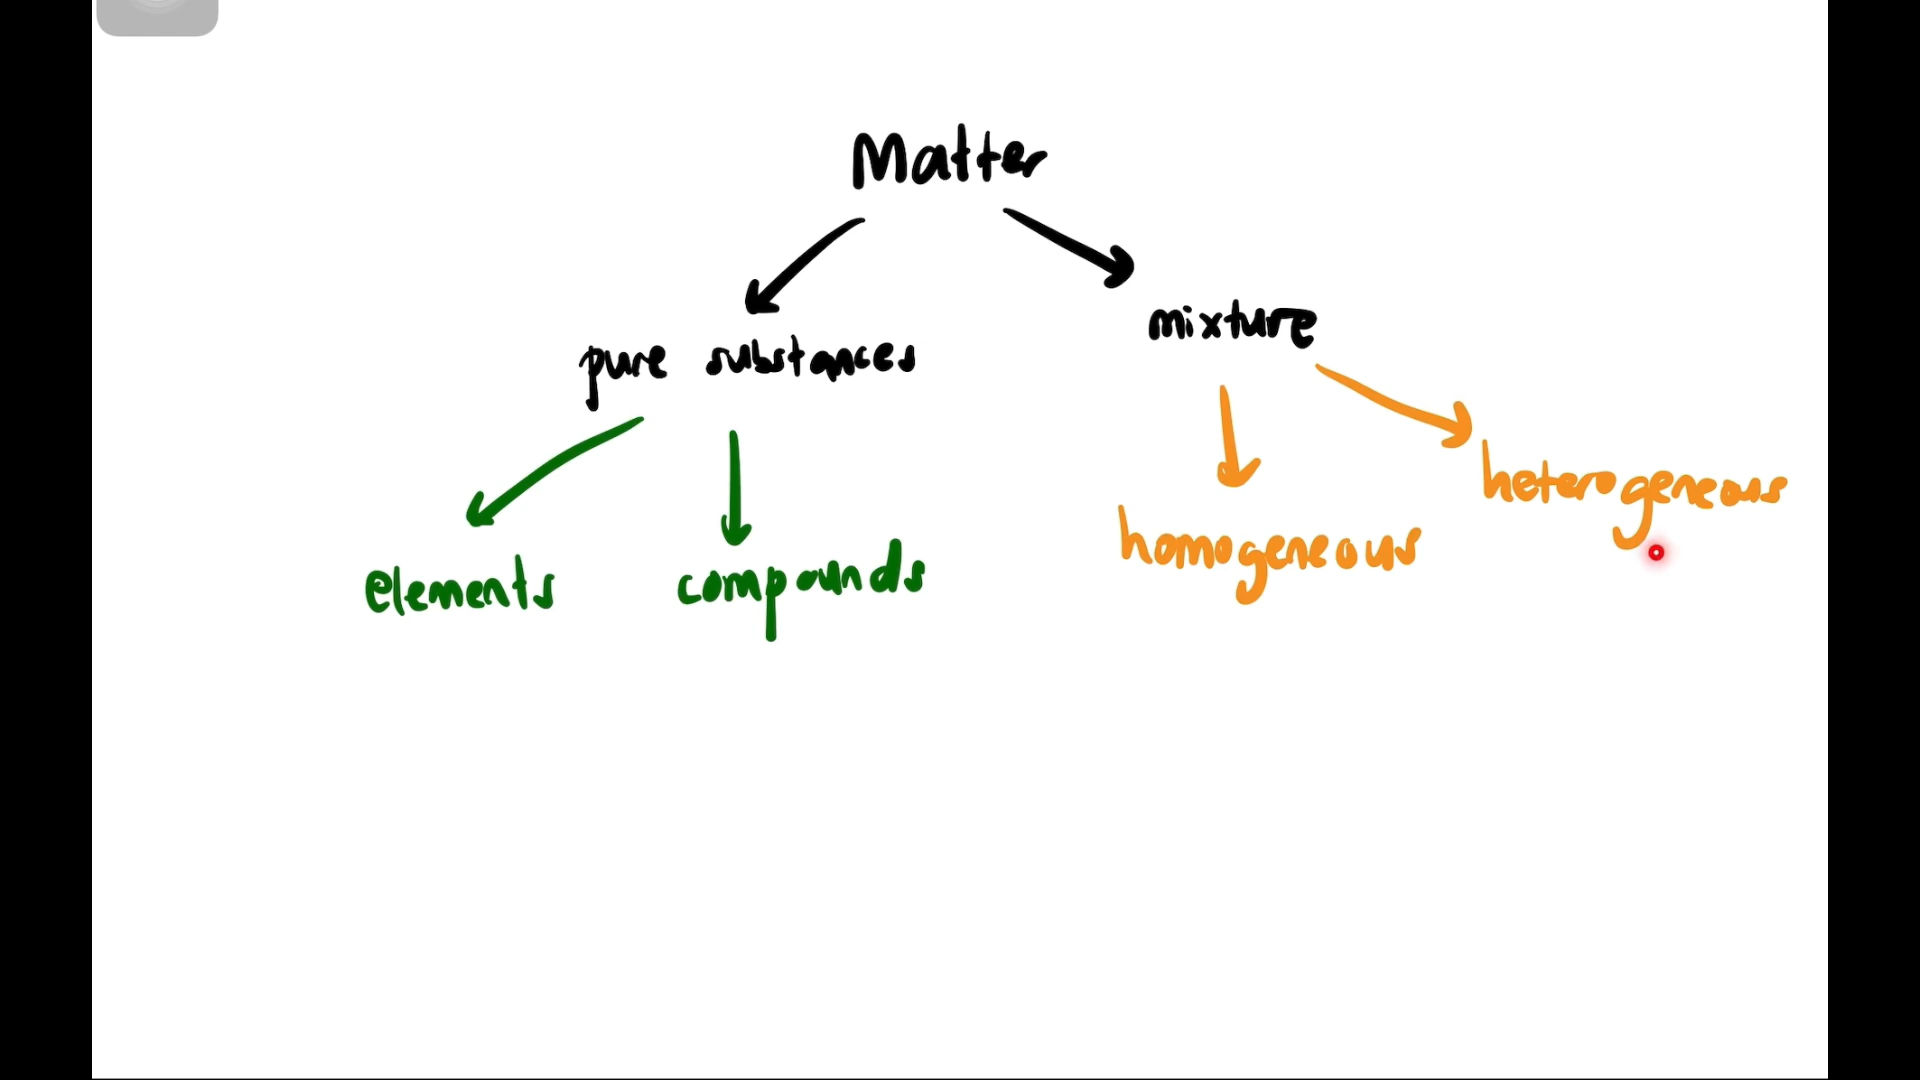 Matter
pure substances
mixture
elements
compounds
homogeneous
heterogeneous